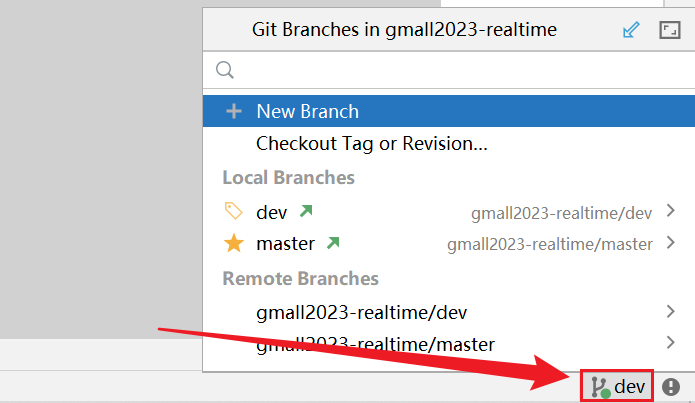 Git Branches in gmall2023-realtime
New Branch
Checkout Tag or Revision...
Local Branches
dev gmall2023-realtime/dev
master gmall2023-realtime/master
Remote Branches
gmall2023-realtime/dev
gmall2023-realtime/master
dev